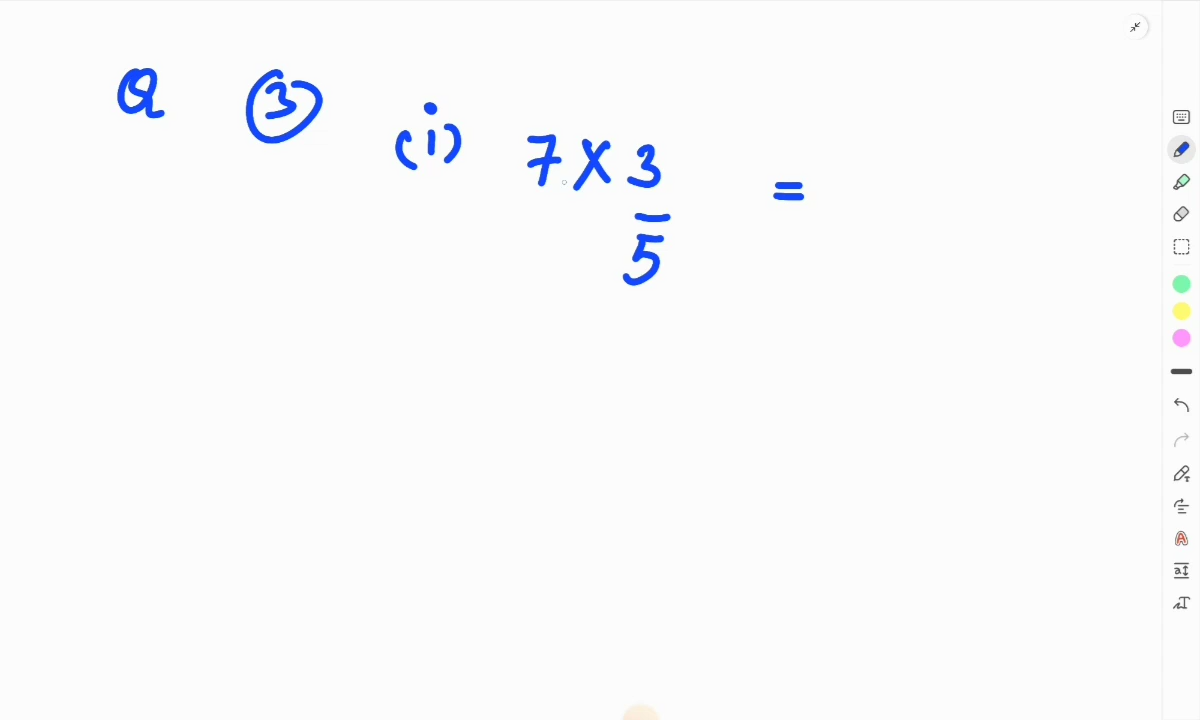 Q ③ (i) 7 × 3/5 =